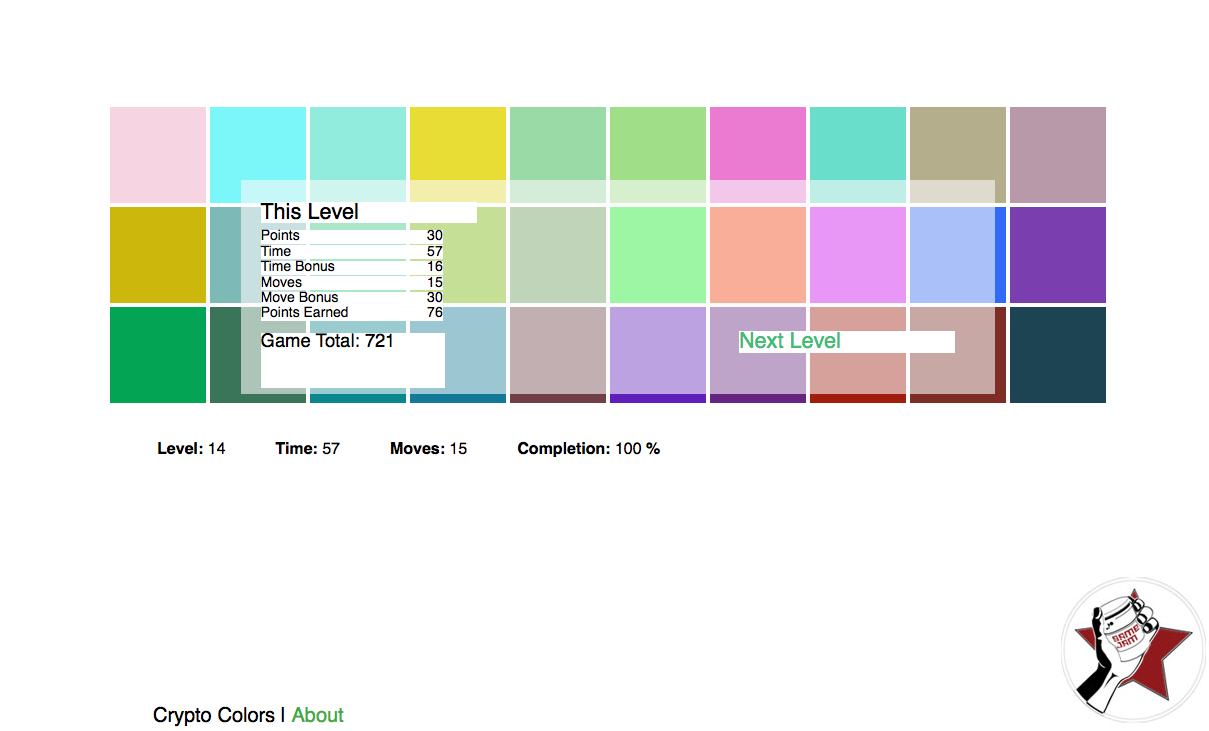 This Level
Points 30
Time 57
Time Bonus 16
Moves 15
Move Bonus 30
Points Earned 76
Game Total: 721
Next Level
Level: 14 Time: 57 Moves: 15 Completion: 100 %
GAME
JAM
Crypto Colors | About